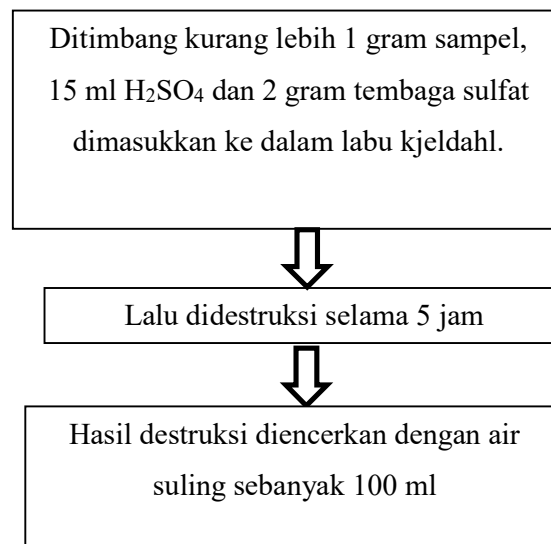 Ditimbang kurang lebih 1 gram sampel,
15 ml H₂SO₄ dan 2 gram tembaga sulfat
dimasukkan ke dalam labu kjeldahl.
Lalu didestruksi selama 5 jam
Hasil destruksi diencerkan dengan air
suling sebanyak 100 ml